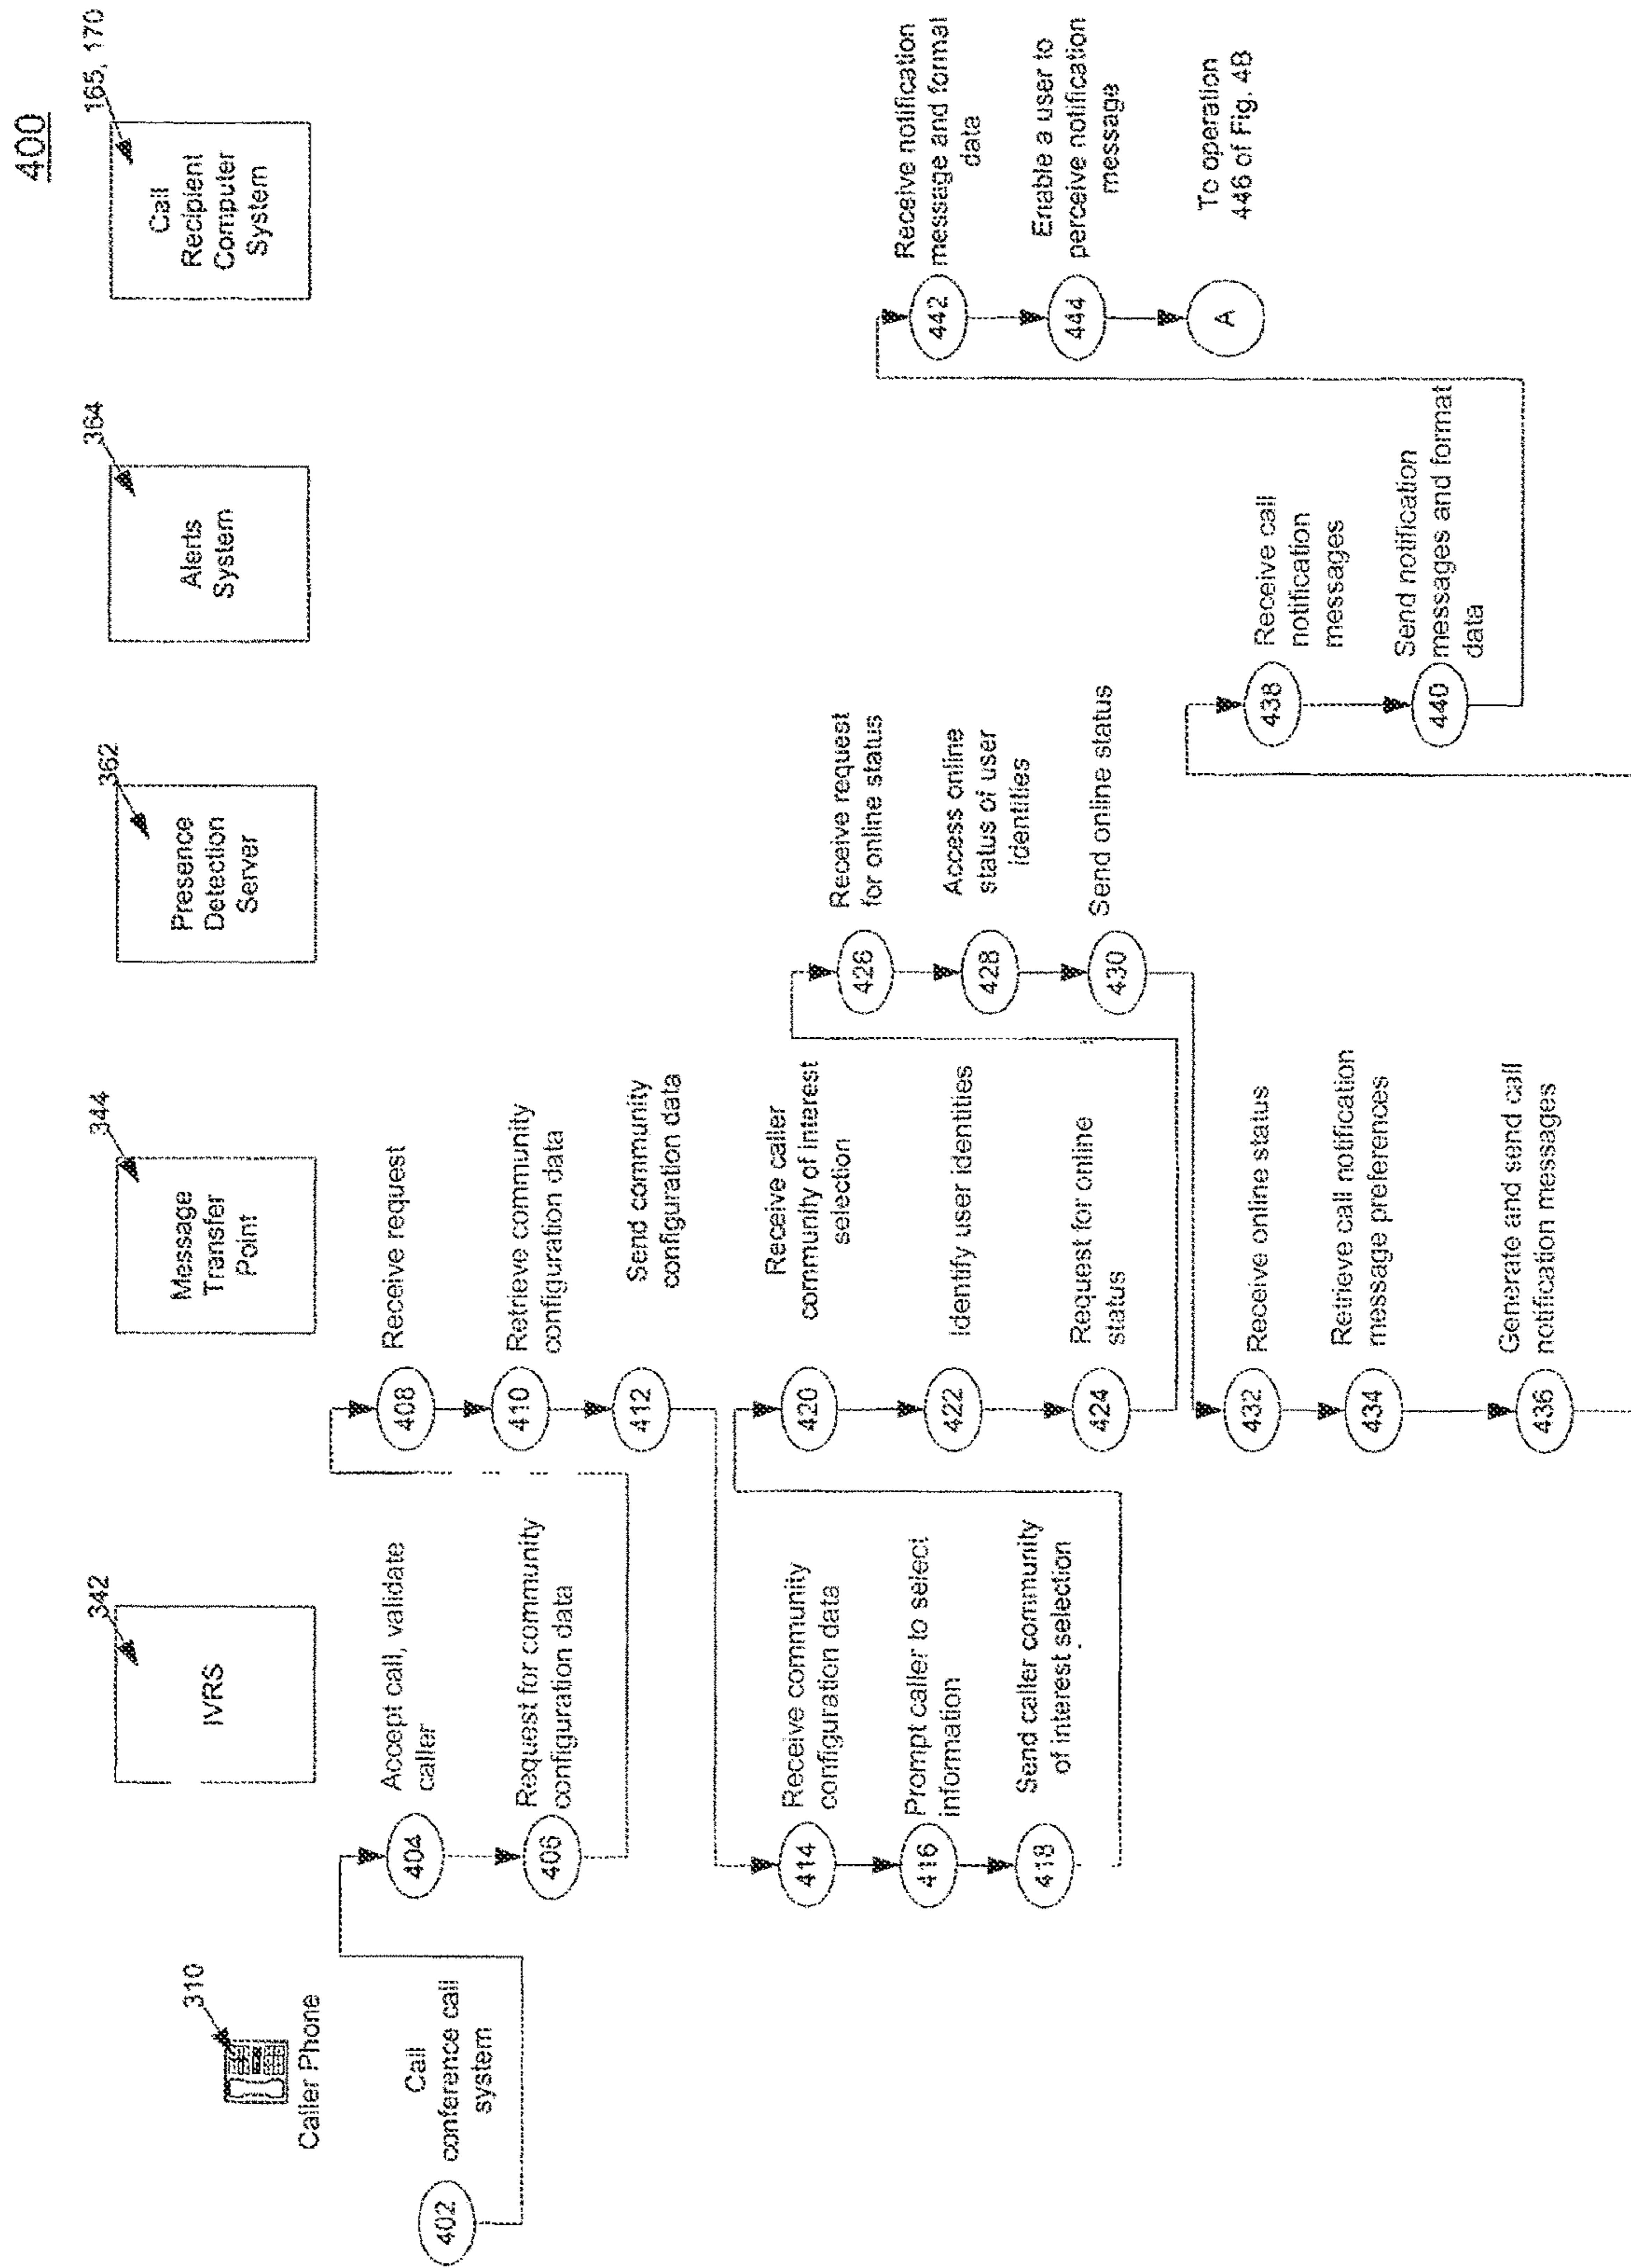 400
310
Caller Phone
342
IVRS
344
Message
Transfer
Point
362
Presence
Detection
Server
364
Alerts
System
165, 170
Call
Recipient
Computer
System
402
Call
conference call
system
404
Accept call, validate
caller
406
Request for community
configuration data
408
Receive request
410
Retrieve community
configuration data
412
Send community
configuration data
414
Receive community
configuration data
416
Prompt caller to select
information
418
Send caller community
of interest selection
420
Receive caller
community of interest
selection
422
Identify user identities
424
Request for online
status
426
Receive request
for online status
428
Access online
status of user
identities
430
Send online status
432
Receive online status
434
Retrieve call notification
message preferences
436
Generate and send call
notification messages
438
Receive call
notification
messages
440
Send notification
messages and format
data
442
Receive notification
message and format
data
444
Enable a user to
perceive notification
message
A
To operation
446 of Fig. 4B